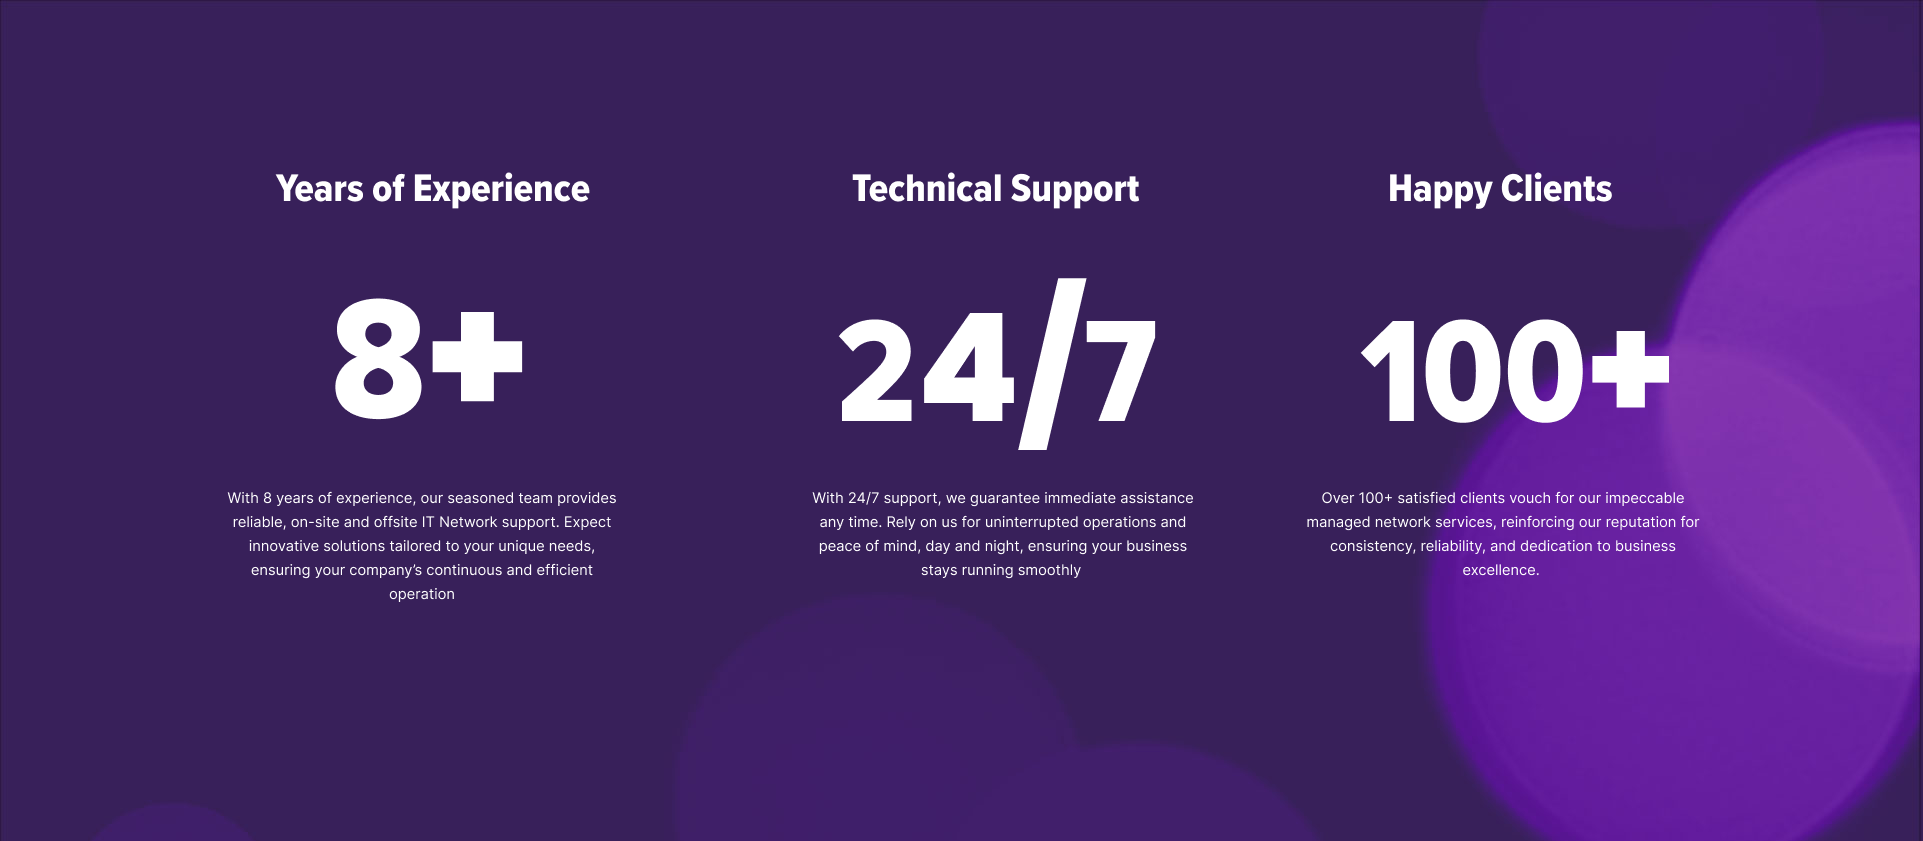 Years of Experience
8+
With 8 years of experience, our seasoned team provides
reliable, on-site and offsite IT Network support. Expect
innovative solutions tailored to your unique needs,
ensuring your company’s continuous and efficient
operation
Technical Support
24/7
With 24/7 support, we guarantee immediate assistance
any time. Rely on us for uninterrupted operations and
peace of mind, day and night, ensuring your business
stays running smoothly
Happy Clients
100+
Over 100+ satisfied clients vouch for our impeccable
managed network services, reinforcing our reputation for
consistency, reliability, and dedication to business
excellence.